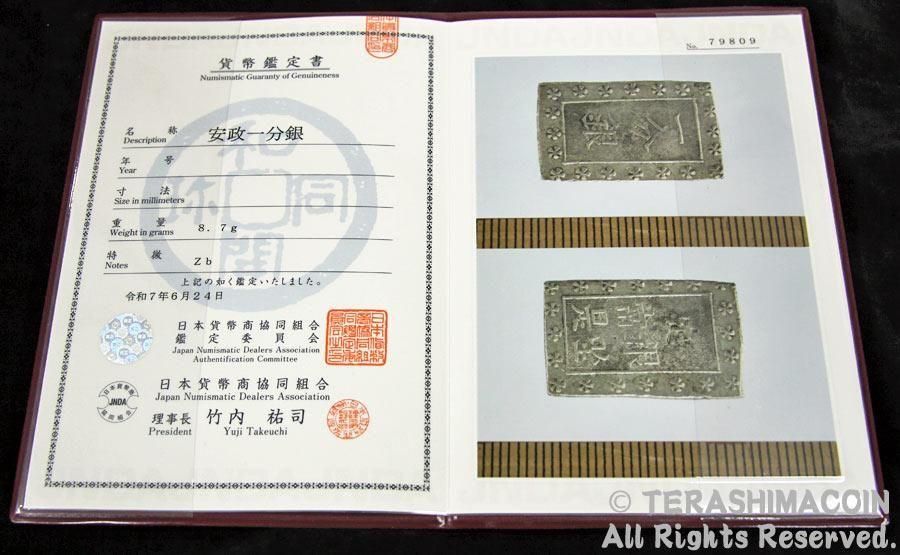 貨幣鑑定書
Numismatic Guaranty of Genuineness
名称 安政一分銀
Description
年号
Year
寸法
Size in millimeters
重量 8.7g
Weight in grams
特徴 Zb
Notes
上記の如く鑑定いたしました。
令和7年6月24日
日本貨幣商協同組合
鑑定委員会
Japan Numismatic Dealers Association
Authentification Committee
日本貨幣商協同組合
Japan Numismatic Dealers Association
理事長 竹内祐司
President Yuji Takeuchi
JNDA
和同開珎
No. 79809
一分銀
© TERASHIMACOIN
All Rights Reserved.